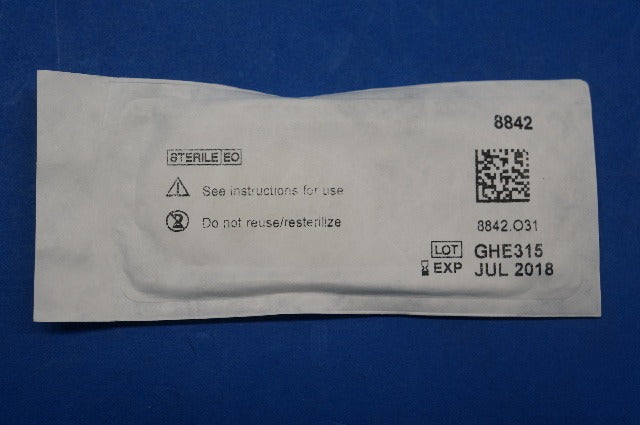 8842
STERILE EO
See instructions for use
Do not reuse/resterilize
8842.O31
LOT GHE315
EXP JUL 2018